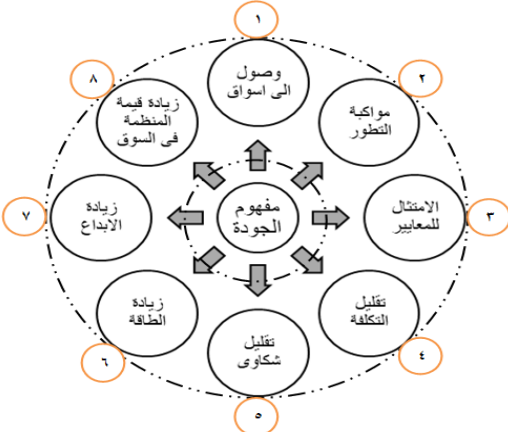 ١
وصول
الى اسواق
٢
مواكبة
التطور
٣
الامتثال
للمعايير
٤
تقليل
التكلفة
٥
تقليل
شكاوى
٦
زيادة
الطاقة
٧
زيادة
الابداع
٨
زيادة قيمة
المنظمة
فى السوق
مفهوم
الجودة